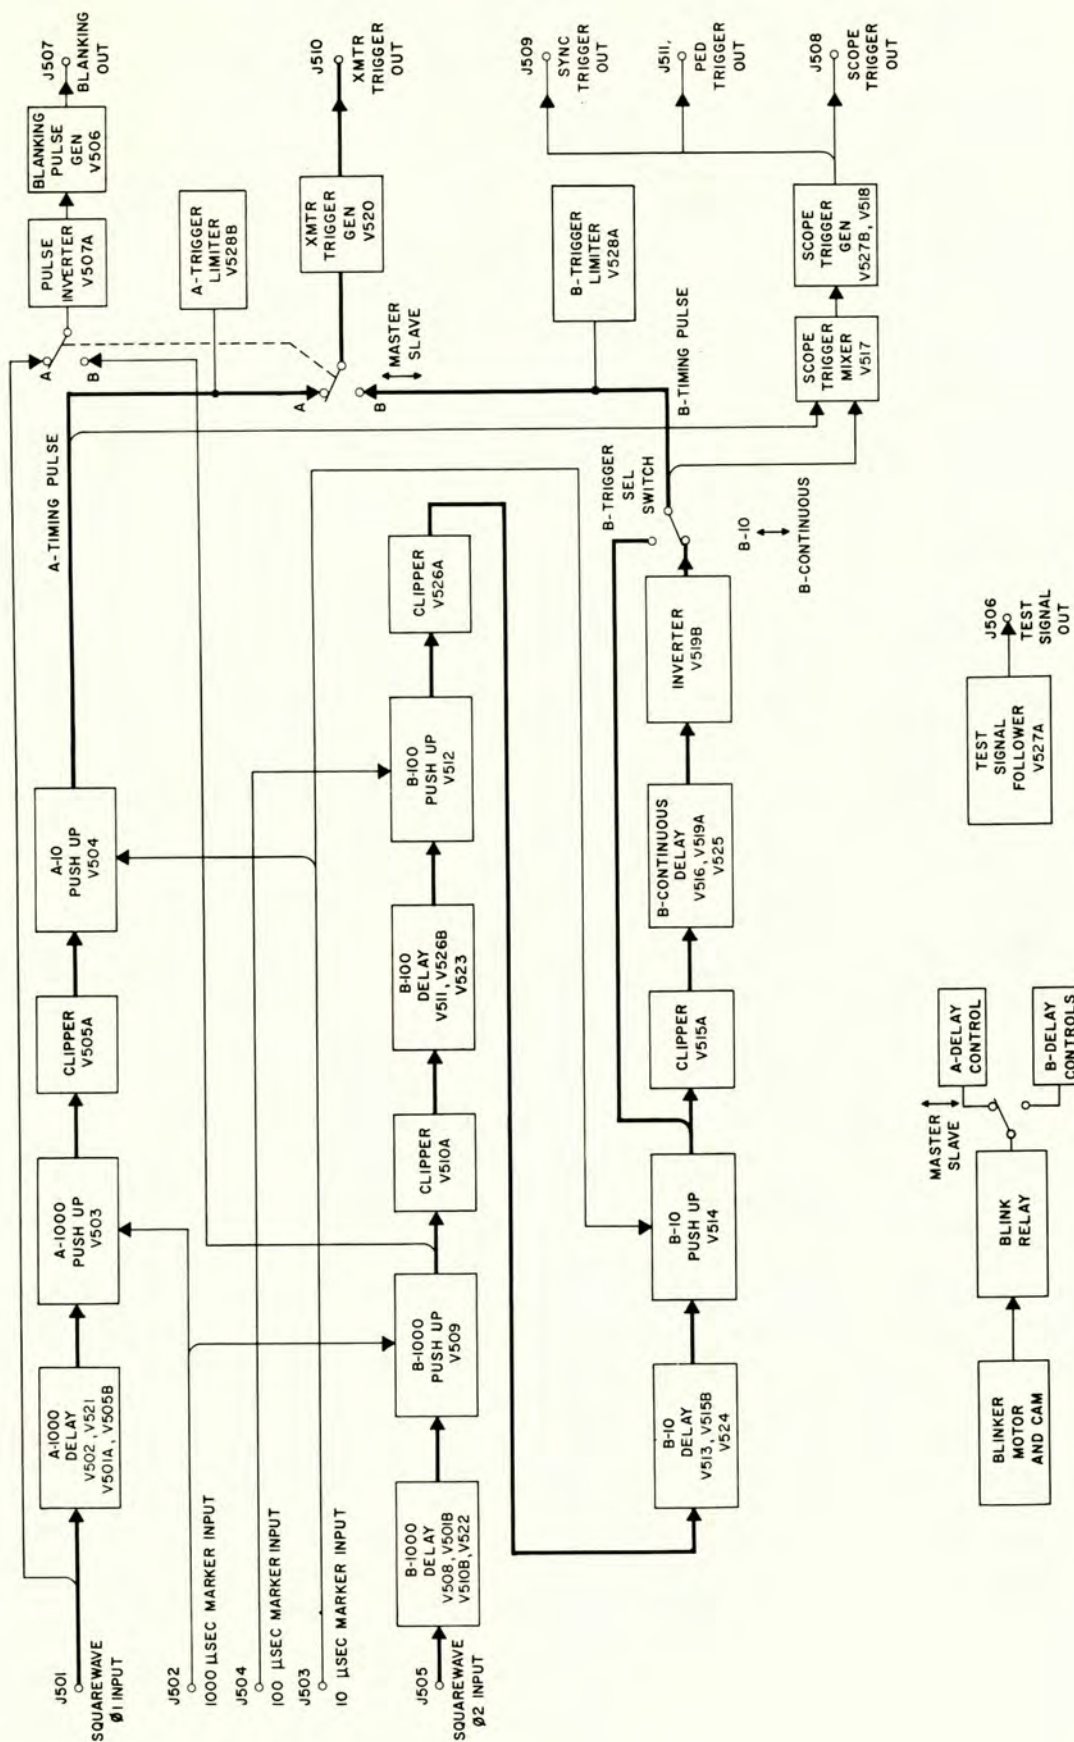 J501
SQUAREWAVE
Ø1 INPUT
A-1000
DELAY
V502, V521
V501A, V505B
A-1000
PUSH UP
V503
CLIPPER
V505A
A-10
PUSH UP
V504
A-TIMING PULSE
A
B
PULSE
INVERTER
V507A
BLANKING
PULSE
GEN
V506
J507
BLANKING
OUT
A-TRIGGER
LIMITER
V528B
J502
1000 µSEC MARKER INPUT
J504
100 µSEC MARKER INPUT
J503
10 µSEC MARKER INPUT
A
B
MASTER
SLAVE
XMTR
TRIGGER
GEN
V520
J510
XMTR
TRIGGER
OUT
J505
SQUAREWAVE
Ø2 INPUT
B-1000
DELAY
V508, V501B
V510B, V522
B-1000
PUSH UP
V509
CLIPPER
V510A
B-100
DELAY
V511, V526B
V523
B-100
PUSH UP
V512
CLIPPER
V526A
B-TRIGGER
LIMITER
V528A
B-TIMING PULSE
J509
SYNC
TRIGGER
OUT
J511,
PED
TRIGGER
OUT
J508
SCOPE
TRIGGER
OUT
B-10
DELAY
V513, V515B
V524
B-10
PUSH UP
V514
CLIPPER
V515A
B-CONTINUOUS
DELAY
V516, V519A
V525
INVERTER
V519B
B-TRIGGER
SEL
SWITCH
B-10
B-CONTINUOUS
SCOPE
TRIGGER
MIXER
V517
SCOPE
TRIGGER
GEN
V527B, V518
BLINKER
MOTOR
AND CAM
BLINK
RELAY
MASTER
SLAVE
A-DELAY
CONTROL
B-DELAY
CONTROLS
TEST
SIGNAL
FOLLOWER
V527A
J506
TEST
SIGNAL
OUT